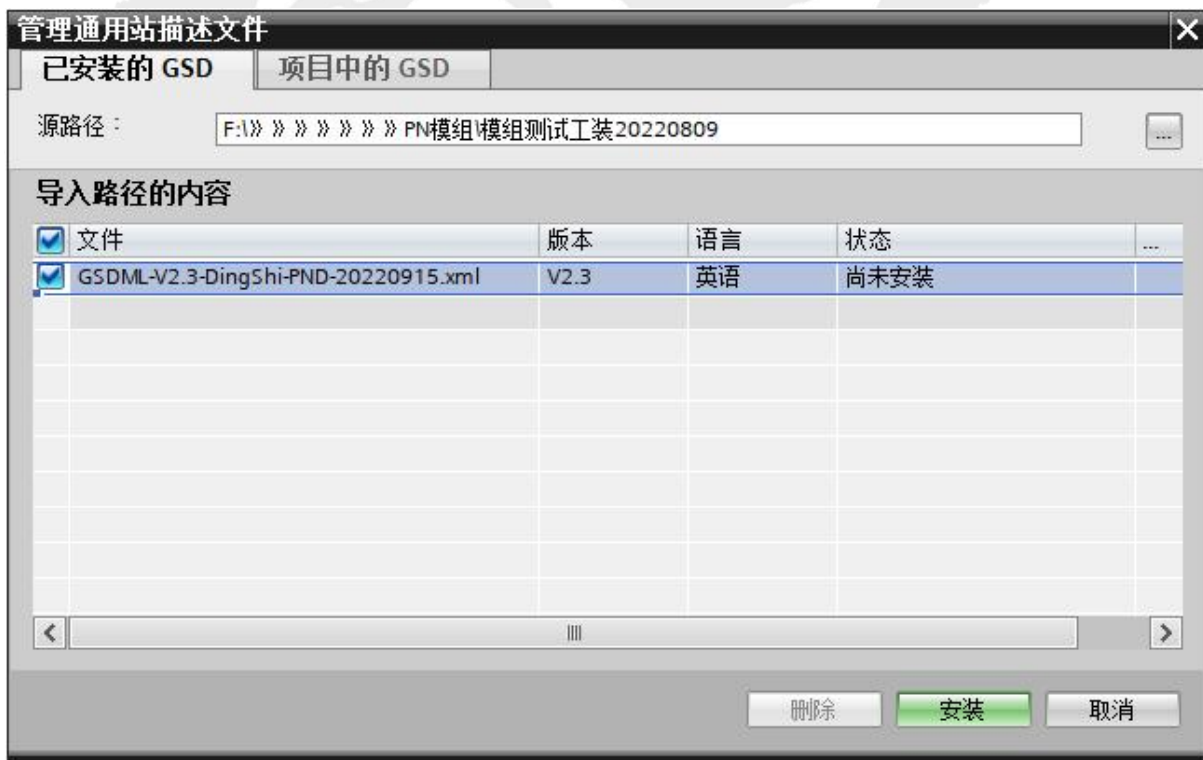 管理通用站描述文件
已安装的 GSD 项目中的 GSD
源路径： F:\》》》》》》》PN模组\模组测试工装20220809 ...
导入路径的内容
文件 版本 语言 状态 ...
GSDML-V2.3-DingShi-PND-20220915.xml V2.3 英语 尚未安装
删除 安装 取消